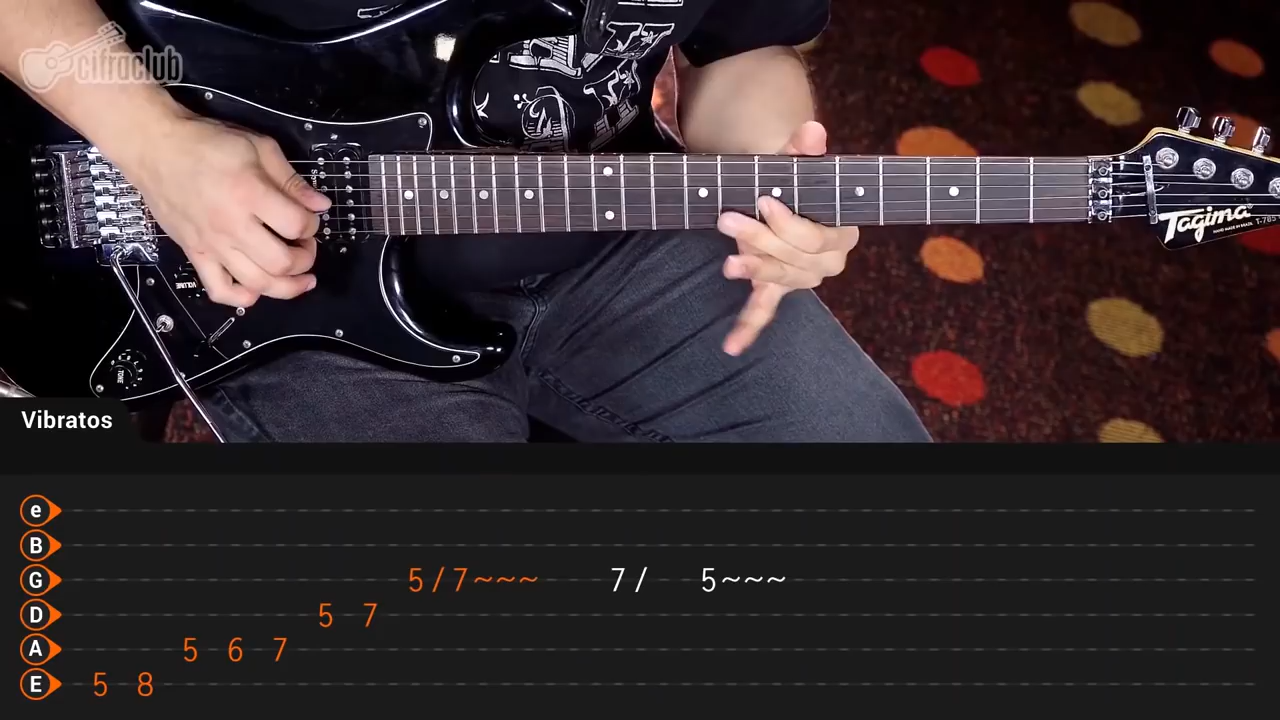 cifraclub
VOLUME
TONE
Tagima
Vibratos
e
B
G 5/7~~~ 7/ 5~~~
D 5 7
A 5 6 7
E 5 8